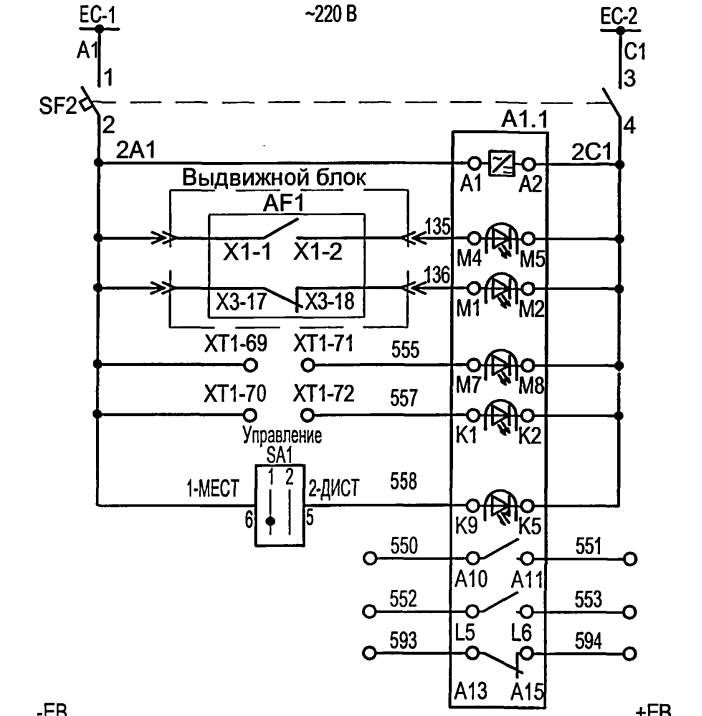 EC-1 ~220 В EC-2
A1 C1
1 3
SF2
2 A1.1 4
2A1 2C1
A1 A2
Выдвижной блок
AF1
135
X1-1 X1-2 M4 M5
136
X3-17 X3-18 M1 M2
XT1-69 XT1-71 555
M7 M8
XT1-70 XT1-72 557
Управление K1 K2
SA1
1 2
1-МЕСТ 2-ДИСТ 558
6 5 K9 K5
550 551
A10 A11
552 553
L5 L6
593 594
A13 A15
-EB +EB